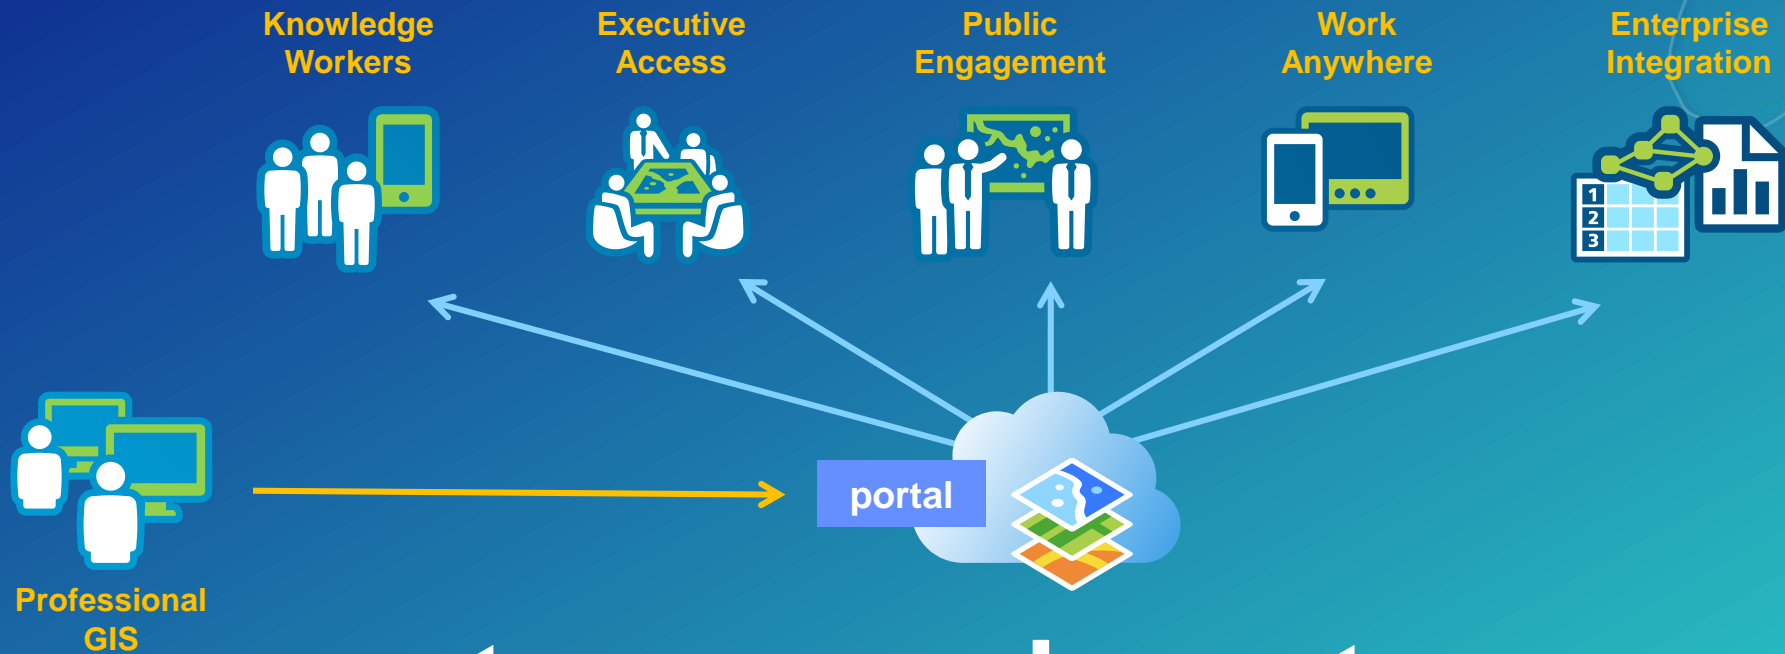 Knowledge
Workers
Executive
Access
Public
Engagement
Work
Anywhere
Enterprise
Integration
1
2
3
portal
Professional
GIS